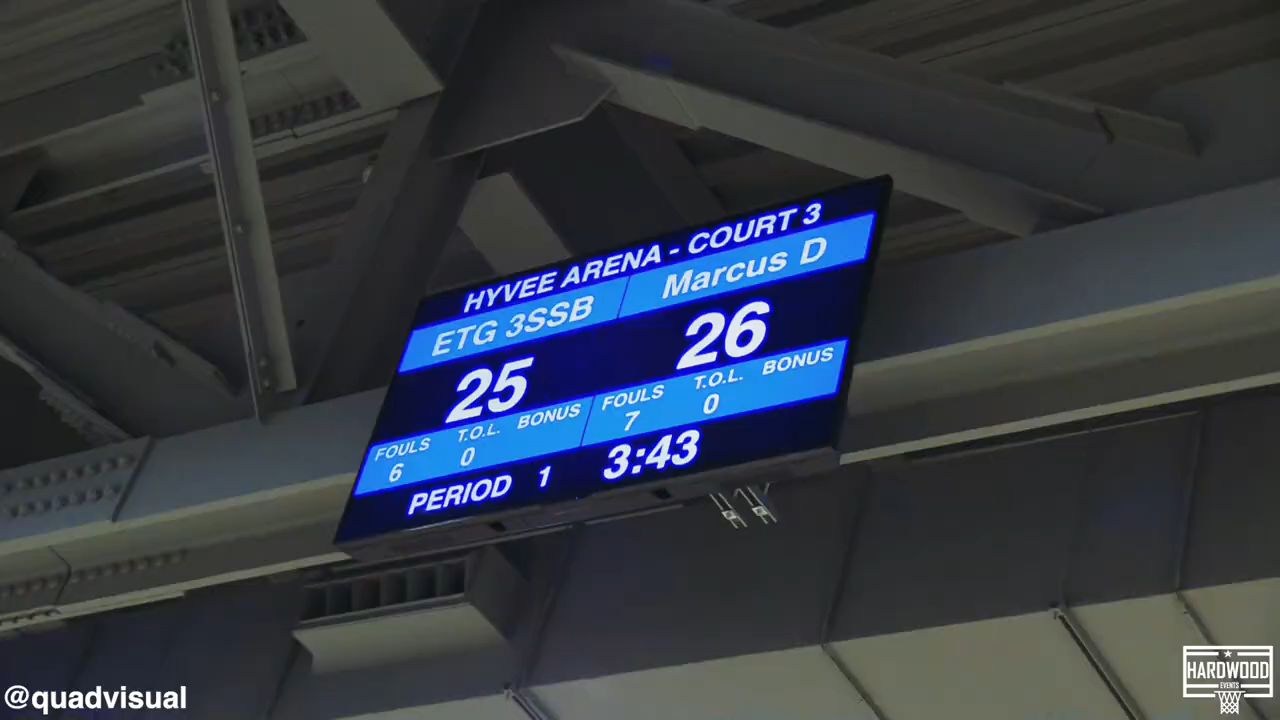 HYVEE ARENA - COURT 3
ETG 3SSB Marcus D
25 26
FOULS T.O.L. BONUS FOULS T.O.L. BONUS
6 0 7 0
PERIOD 1 3:43
@quadvisual
HARDWOOD
EVENTS